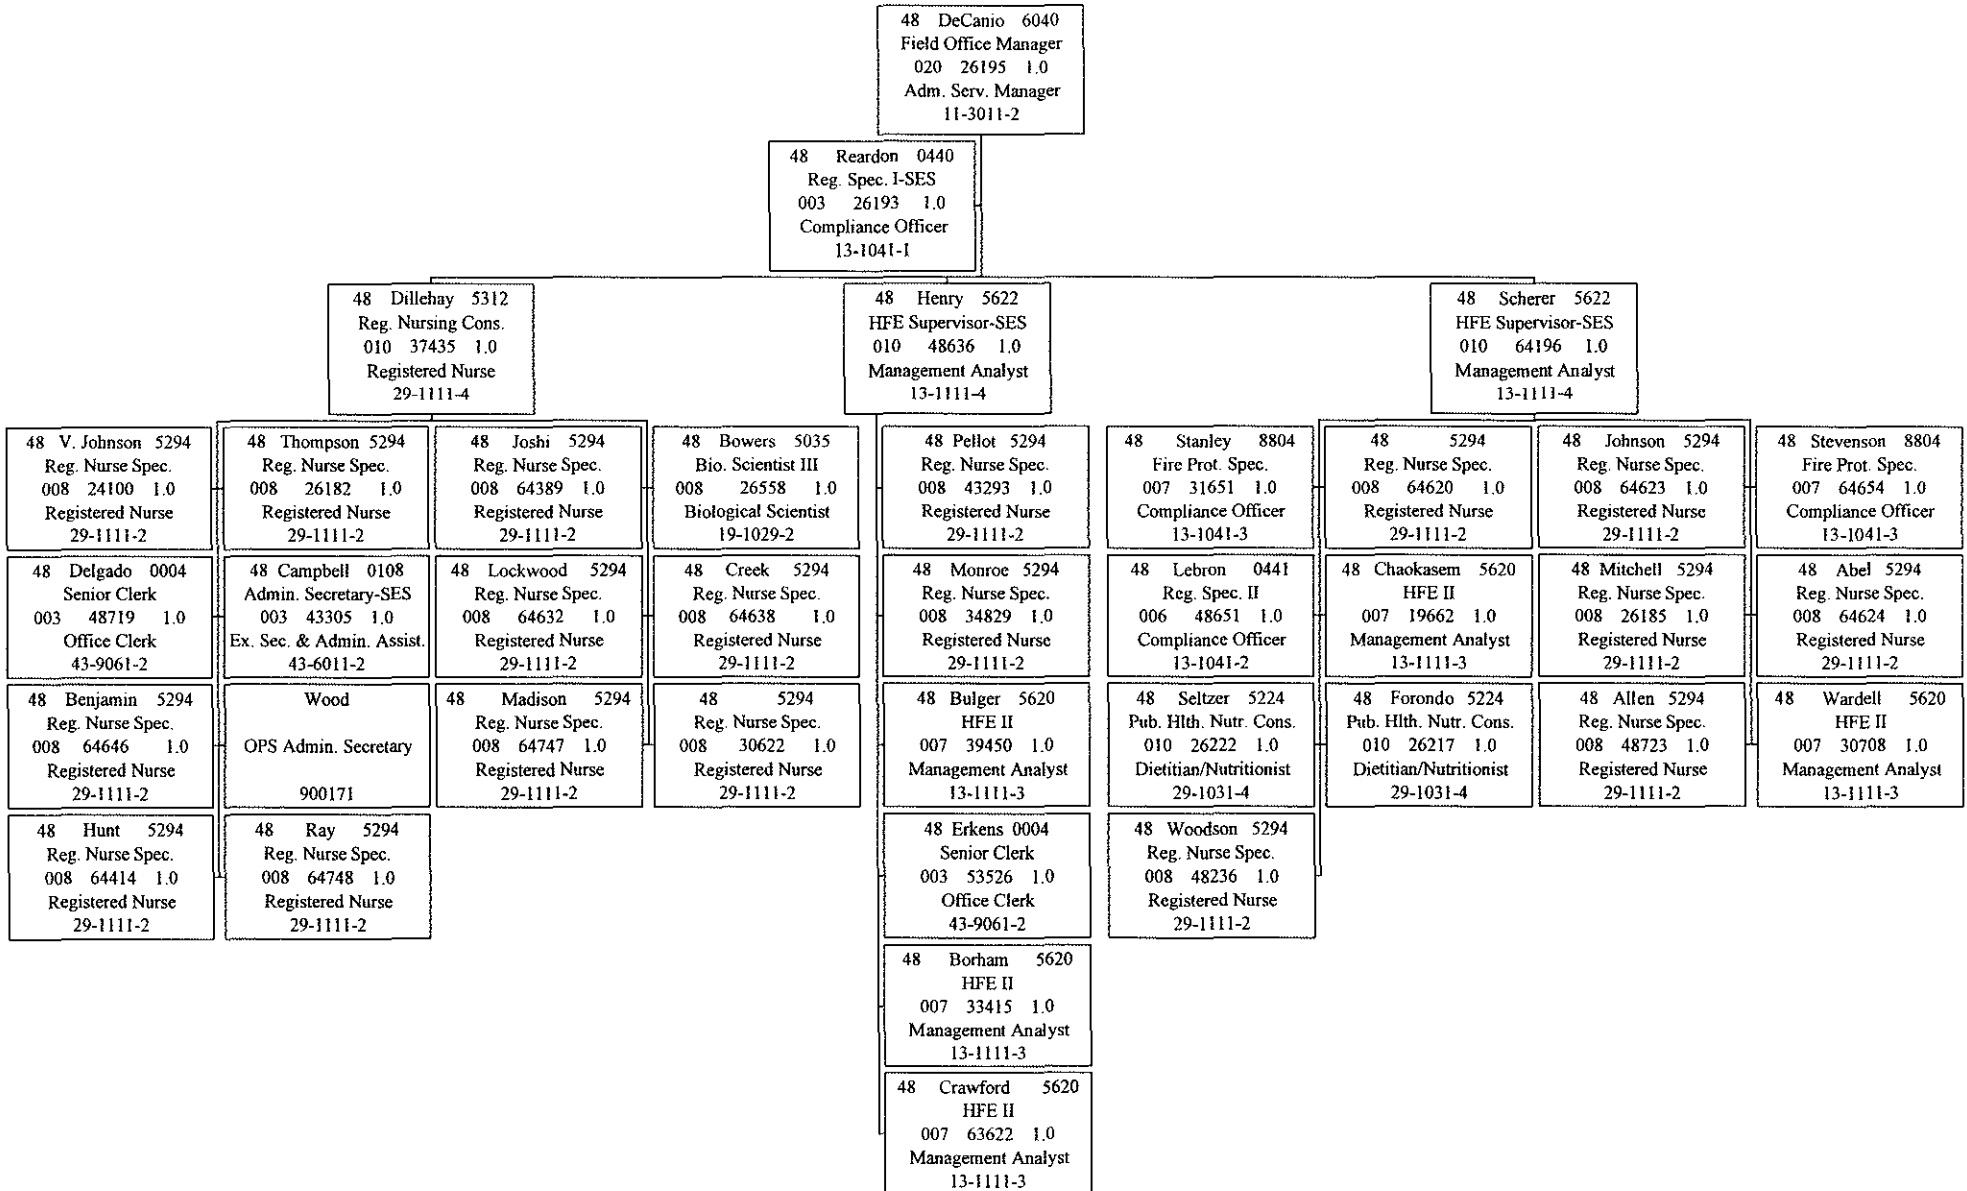 48 DeCanio 6040
Field Office Manager
020 26195 1.0
Adm. Serv. Manager
11-3011-2
48 Reardon 0440
Reg. Spec. I-SES
003 26193 1.0
Compliance Officer
13-1041-1
48 Dillehay 5312
Reg. Nursing Cons.
010 37435 1.0
Registered Nurse
29-1111-4
48 Henry 5622
HFE Supervisor-SES
010 48636 1.0
Management Analyst
13-1111-4
48 Scherer 5622
HFE Supervisor-SES
010 64196 1.0
Management Analyst
13-1111-4
48 V. Johnson 5294
Reg. Nurse Spec.
008 24100 1.0
Registered Nurse
29-1111-2
48 Thompson 5294
Reg. Nurse Spec.
008 26182 1.0
Registered Nurse
29-1111-2
48 Joshi 5294
Reg. Nurse Spec.
008 64389 1.0
Registered Nurse
29-1111-2
48 Bowers 5035
Bio. Scientist III
008 26558 1.0
Biological Scientist
19-1029-2
48 Pellot 5294
Reg. Nurse Spec.
008 43293 1.0
Registered Nurse
29-1111-2
48 Stanley 8804
Fire Prot. Spec.
007 31651 1.0
Compliance Officer
13-1041-3
48 5294
Reg. Nurse Spec.
008 64620 1.0
Registered Nurse
29-1111-2
48 Johnson 5294
Reg. Nurse Spec.
008 64623 1.0
Registered Nurse
29-1111-2
48 Stevenson 8804
Fire Prot. Spec.
007 64654 1.0
Compliance Officer
13-1041-3
48 Delgado 0004
Senior Clerk
003 48719 1.0
Office Clerk
43-9061-2
48 Campbell 0108
Admin. Secretary-SES
003 43305 1.0
Ex. Sec. & Admin. Assist.
43-6011-2
48 Lockwood 5294
Reg. Nurse Spec.
008 64632 1.0
Registered Nurse
29-1111-2
48 Creek 5294
Reg. Nurse Spec.
008 64638 1.0
Registered Nurse
29-1111-2
48 Monroe 5294
Reg. Nurse Spec.
008 34829 1.0
Registered Nurse
29-1111-2
48 Lebron 0441
Reg. Spec. II
006 48651 1.0
Compliance Officer
13-1041-2
48 Chaokasem 5620
HFE II
007 19662 1.0
Management Analyst
13-1111-3
48 Mitchell 5294
Reg. Nurse Spec.
008 26185 1.0
Registered Nurse
29-1111-2
48 Abel 5294
Reg. Nurse Spec.
008 64624 1.0
Registered Nurse
29-1111-2
48 Benjamin 5294
Reg. Nurse Spec.
008 64646 1.0
Registered Nurse
29-1111-2
Wood
OPS Admin. Secretary
900171
48 Madison 5294
Reg. Nurse Spec.
008 64747 1.0
Registered Nurse
29-1111-2
48 5294
Reg. Nurse Spec.
008 30622 1.0
Registered Nurse
29-1111-2
48 Bulger 5620
HFE II
007 39450 1.0
Management Analyst
13-1111-3
48 Seltzer 5224
Pub. Hlth. Nutr. Cons.
010 26222 1.0
Dietitian/Nutritionist
29-1031-4
48 Forondo 5224
Pub. Hlth. Nutr. Cons.
010 26217 1.0
Dietitian/Nutritionist
29-1031-4
48 Allen 5294
Reg. Nurse Spec.
008 48723 1.0
Registered Nurse
29-1111-2
48 Wardell 5620
HFE II
007 30708 1.0
Management Analyst
13-1111-3
48 Hunt 5294
Reg. Nurse Spec.
008 64414 1.0
Registered Nurse
29-1111-2
48 Ray 5294
Reg. Nurse Spec.
008 64748 1.0
Registered Nurse
29-1111-2
48 Erkens 0004
Senior Clerk
003 53526 1.0
Office Clerk
43-9061-2
48 Woodson 5294
Reg. Nurse Spec.
008 48236 1.0
Registered Nurse
29-1111-2
48 Borham 5620
HFE II
007 33415 1.0
Management Analyst
13-1111-3
48 Crawford 5620
HFE II
007 63622 1.0
Management Analyst
13-1111-3